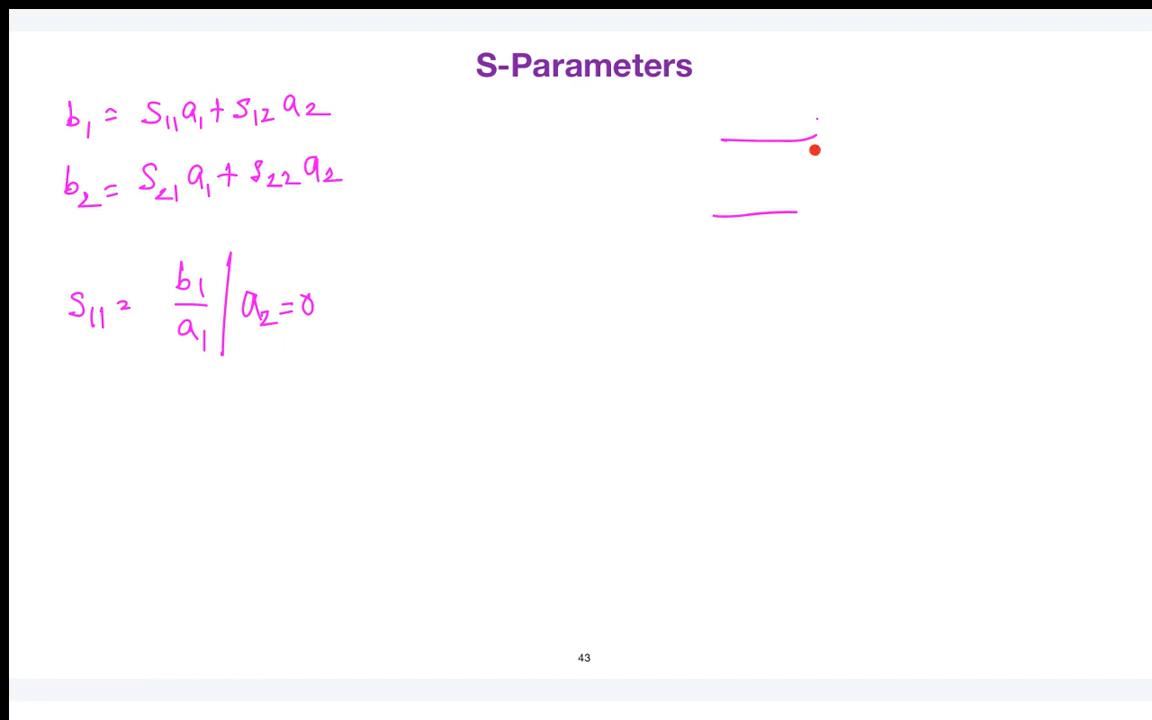 S-Parameters
b₁ = S₁₁a₁ + S₁₂a₂
b₂ = S₂₁a₁ + S₂₂a₂
S₁₁ = b₁/a₁ | a₂=0
43